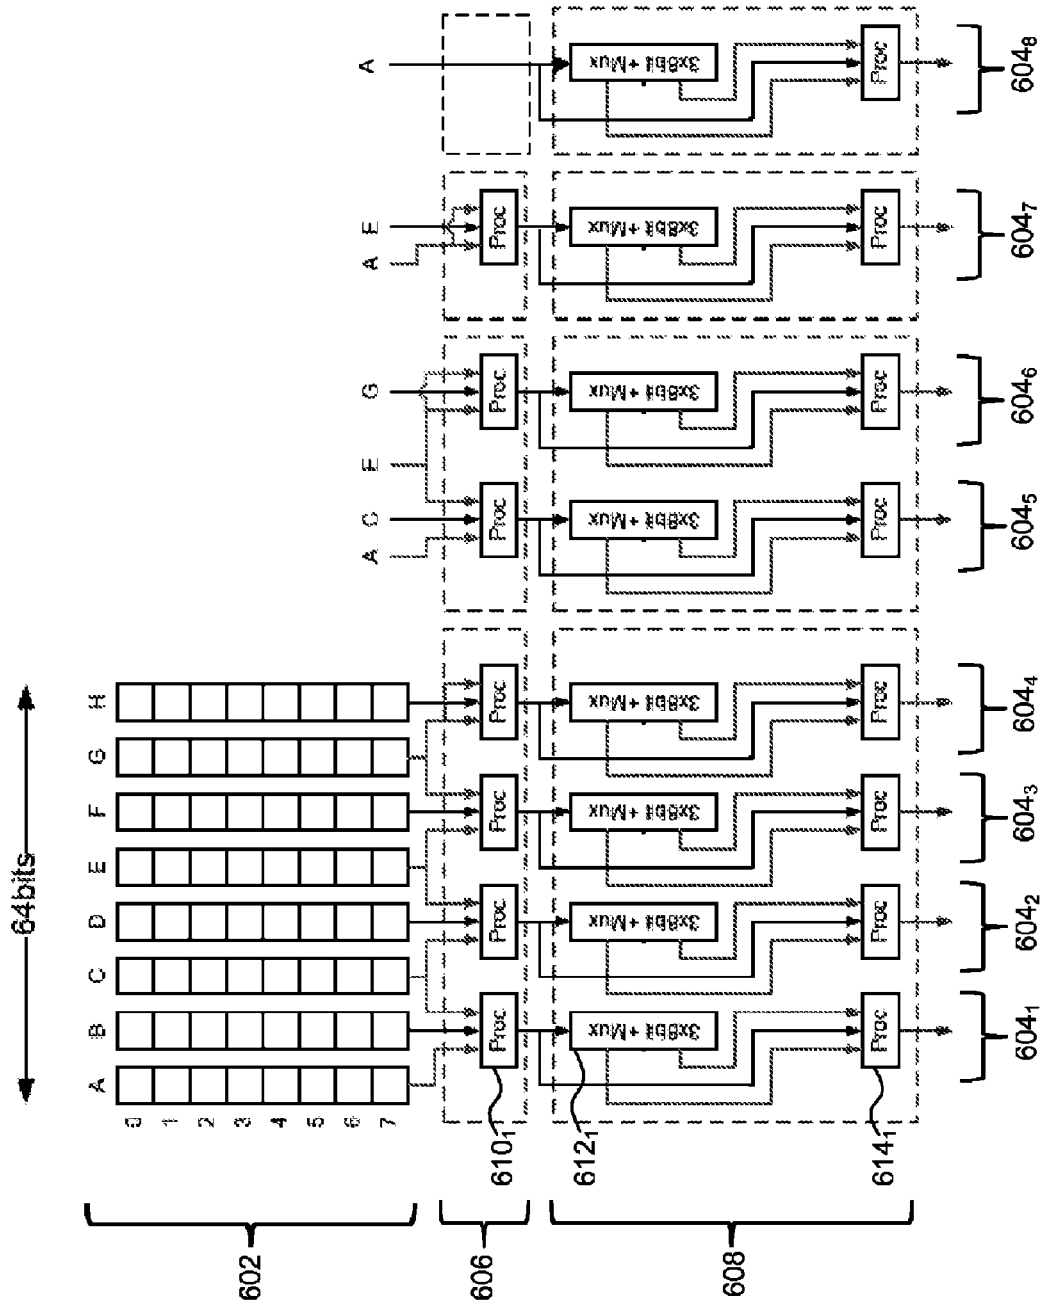 64bits
A B C D E F G H
0
1
2
3
4
5
6
7
A C E G A E A
602
606
Proc Proc Proc Proc Proc Proc Proc
6101
608
3x8bit + Mux 3x8bit + Mux 3x8bit + Mux 3x8bit + Mux 3x8bit + Mux 3x8bit + Mux 3x8bit + Mux 3x8bit + Mux
6121
Proc Proc Proc Proc Proc Proc Proc Proc
6141
6041 6042 6043 6044 6045 6046 6047 6048